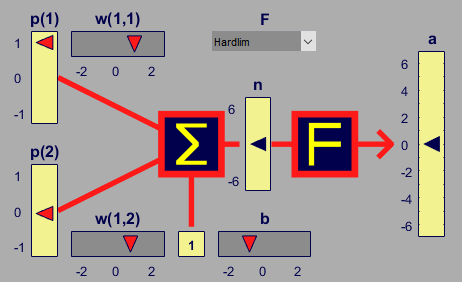 p(1) w(1,1) F a
1
0
-1
-2 0 2
Hardlim
n
6
-6
Σ F
6
4
2
0
-2
-4
-6
p(2)
1
0
-1
w(1,2) 1 b
-2 0 2 -2 0 2